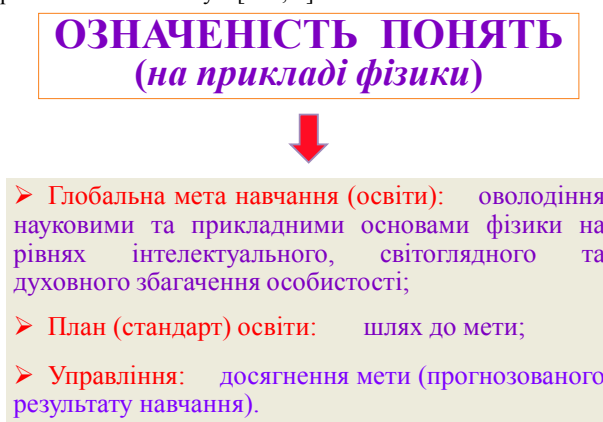 ОЗНАЧЕНІСТЬ ПОНЯТЬ
(на прикладі фізики)
➢ Глобальна мета навчання (освіти): оволодіння
науковими та прикладними основами фізики на
рівнях інтелектуального, світоглядного та
духовного збагачення особистості;
➢ План (стандарт) освіти: шлях до мети;
➢ Управління: досягнення мети (прогнозованого
результату навчання).